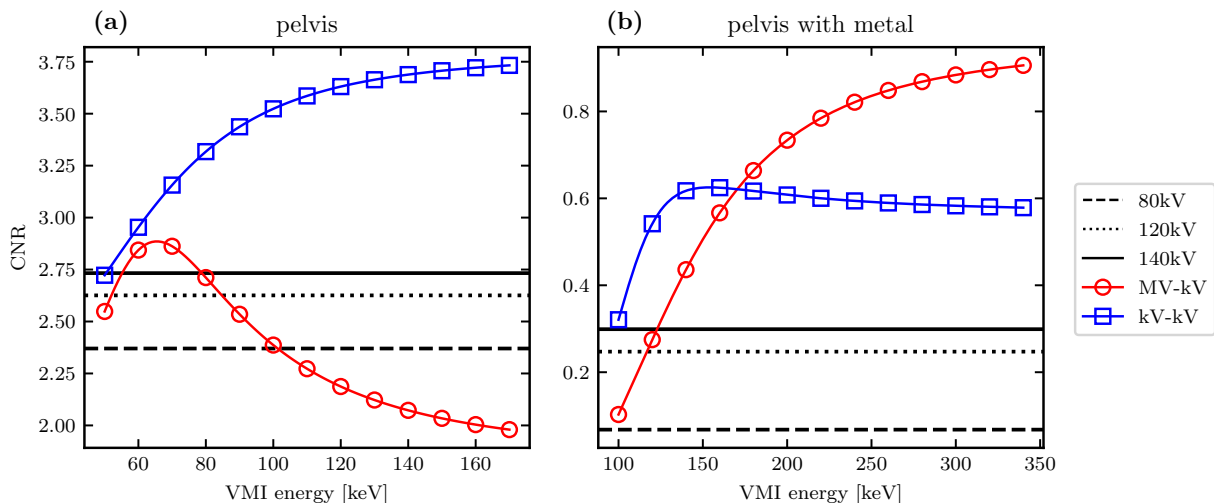 (a) pelvis
(b) pelvis with metal
CNR
3.75
3.50
3.25
3.00
2.75
2.50
2.25
2.00
60 80 100 120 140 160
VMI energy [keV]
0.8
0.6
0.4
0.2
100 150 200 250 300 350
VMI energy [keV]
80kV
120kV
140kV
MV-kV
kV-kV